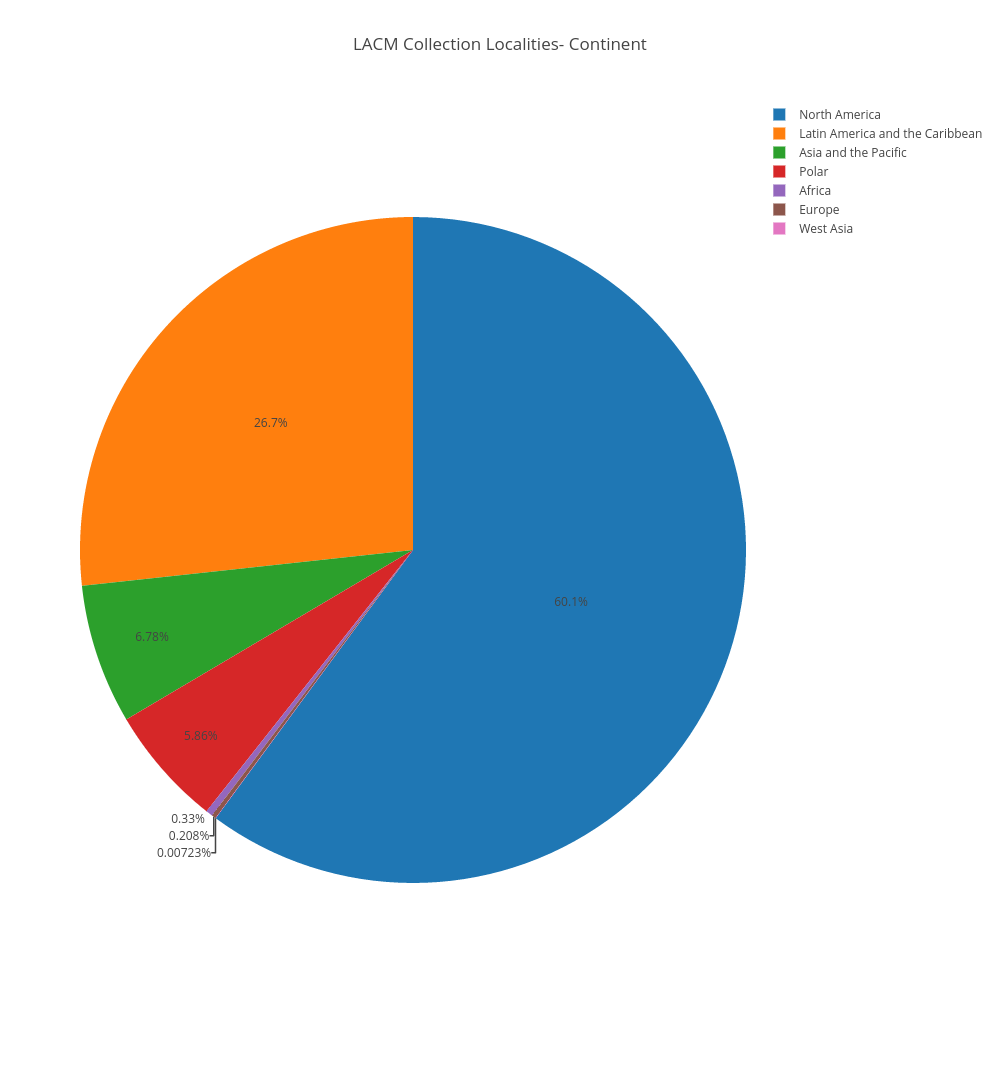 LACM Collection Localities- Continent
North America
Latin America and the Caribbean
Asia and the Pacific
Polar
Africa
Europe
West Asia
26.7%
60.1%
6.78%
5.86%
0.33%
0.208%
0.00723%